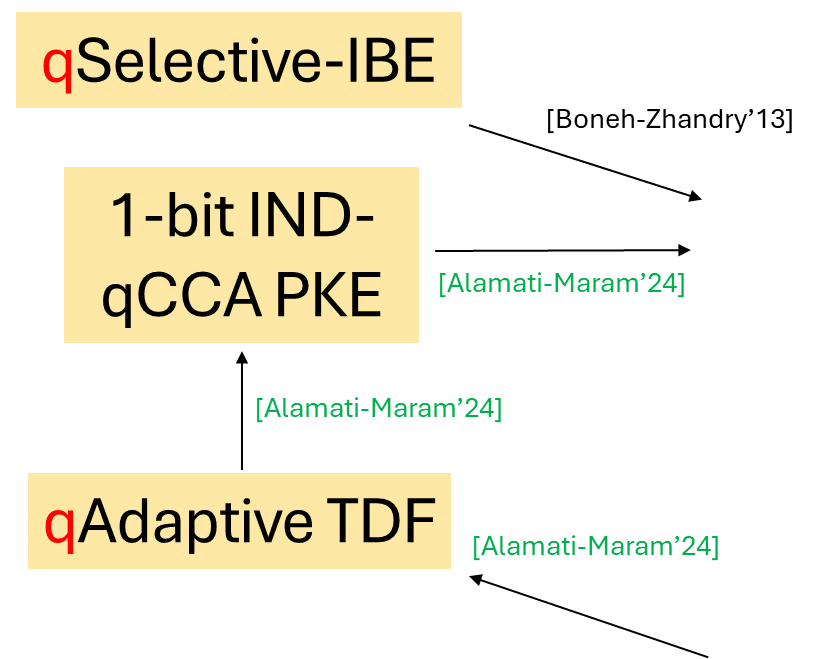 qSelective-IBE
[Boneh-Zhandry’13]
1-bit IND-
qCCA PKE
[Alamati-Maram’24]
[Alamati-Maram’24]
qAdaptive TDF
[Alamati-Maram’24]